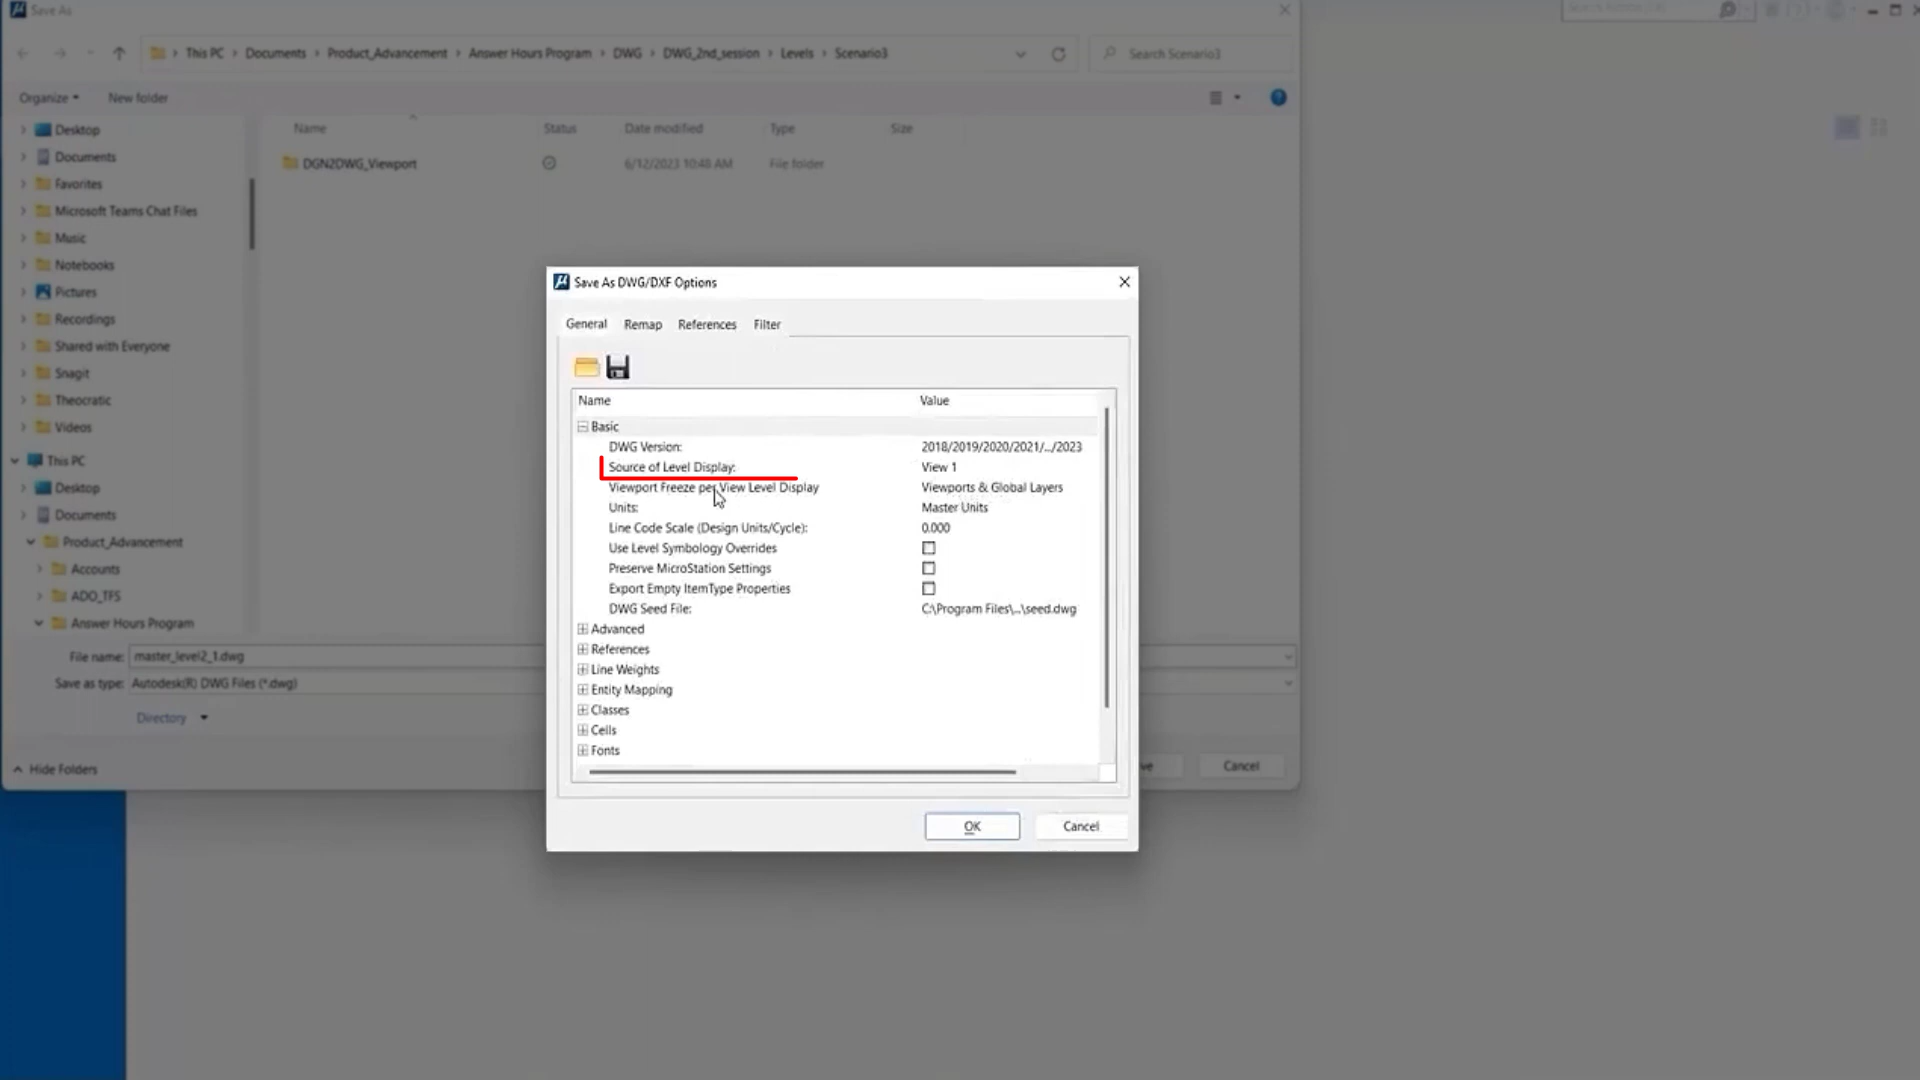 Save As
This PC > Documents > Product_Advancement > Answer Hours Program > DWG > DWG_2nd_session > Levels > Scenario3
Search Scenario3
Organize
New folder
Name Status Date modified Type Size
DGN2DWG_Viewport 6/12/2023 10:48 AM File folder
Desktop
Documents
Favorites
Microsoft Teams Chat Files
Music
Notebooks
Pictures
Recordings
Shared with Everyone
Snagit
Theocratic
Videos
This PC
Desktop
Documents
Product_Advancement
Accounts
ADO_TFS
Answer Hours Program
File name: master_level2_1.dwg
Save as type: Autodesk(R) DWG Files (*.dwg)
Directory
Hide Folders
ve
Cancel
Save As DWG/DXF Options
General Remap References Filter
Name Value
Basic
DWG Version: 2018/2019/2020/2021/.../2023
Source of Level Display: View 1
Viewport Freeze per View Level Display Viewports & Global Layers
Units: Master Units
Line Code Scale (Design Units/Cycle): 0.000
Use Level Symbology Overrides
Preserve MicroStation Settings
Export Empty ItemType Properties
DWG Seed File: C:\Program Files\...\seed.dwg
Advanced
References
Line Weights
Entity Mapping
Classes
Cells
Fonts
OK
Cancel